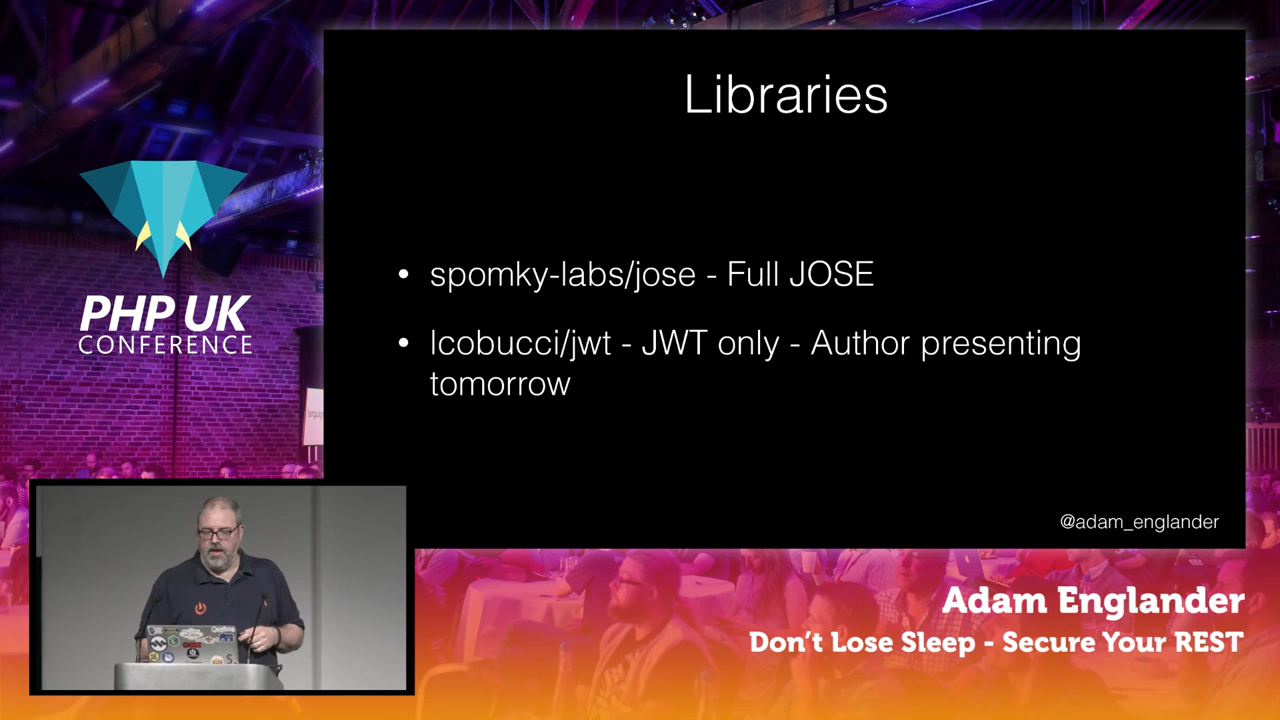 Libraries
• spomky-labs/jose - Full JOSE
• lcobucci/jwt - JWT only - Author presenting
tomorrow
@adam_englander
PHP UK
CONFERENCE
Adam Englander
Don't Lose Sleep - Secure Your REST